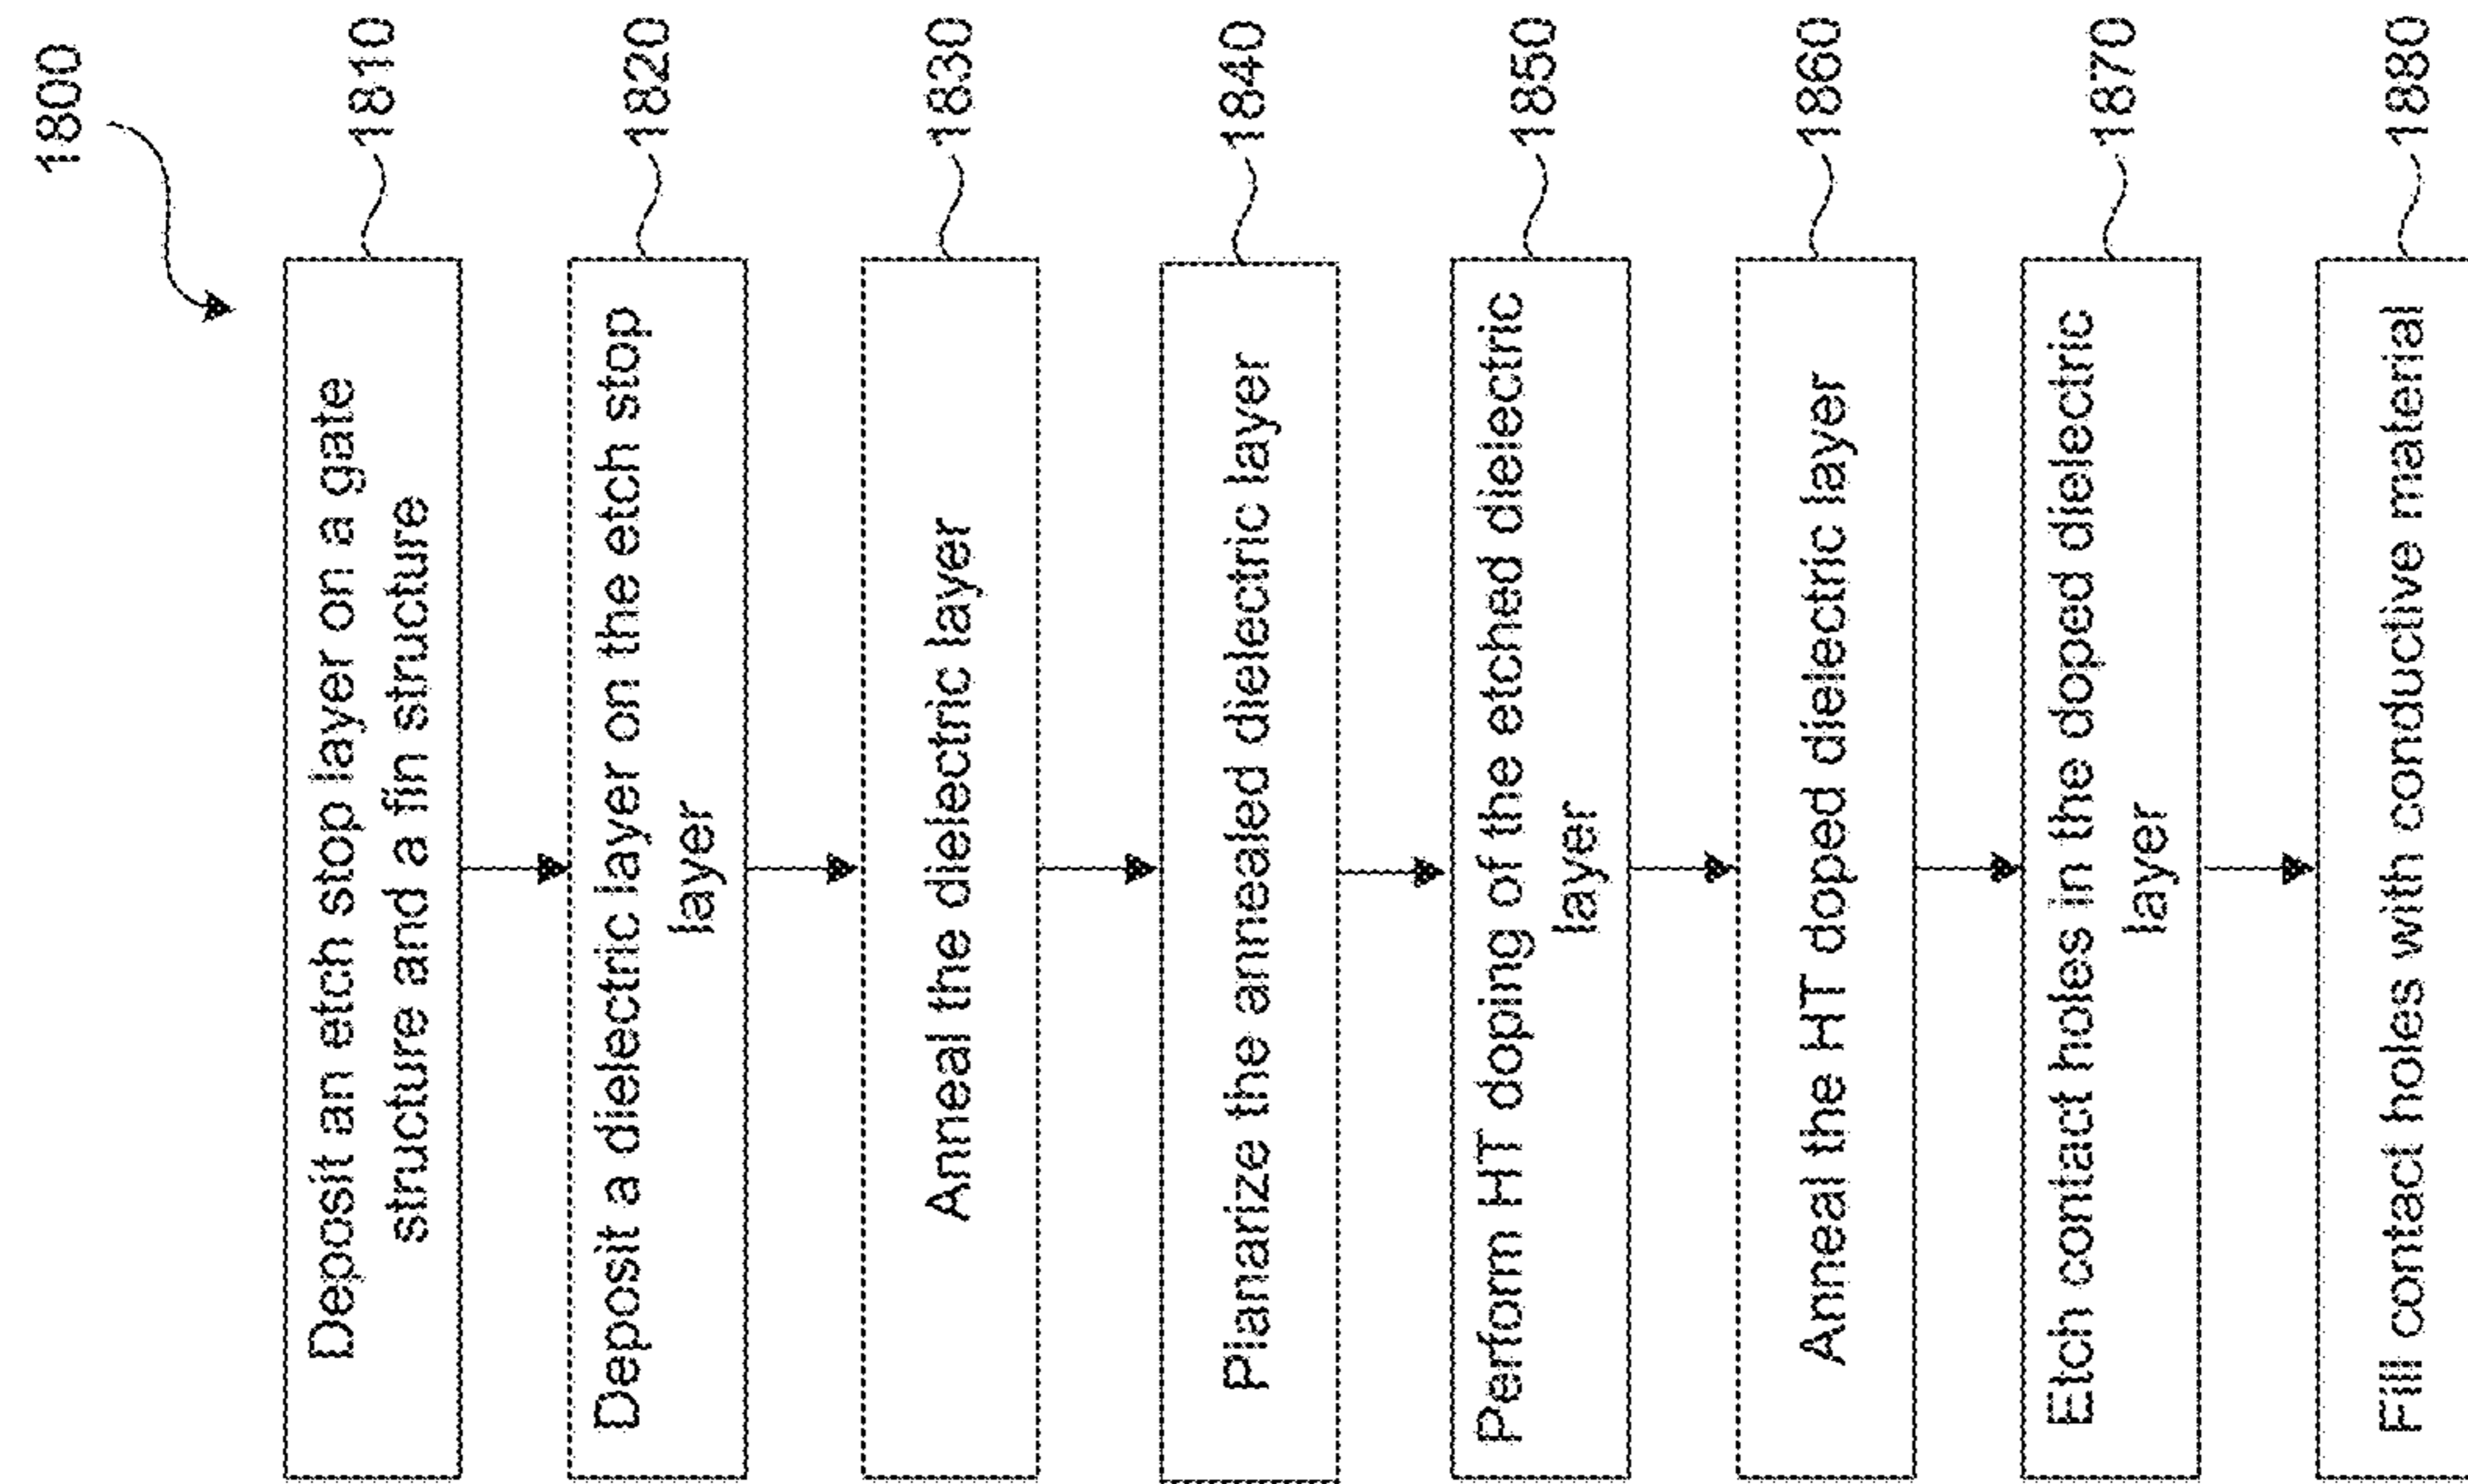 1800
Deposit an etch stop layer on a gate
structure and a fin structure
1810
Deposit a dielectric layer on the etch stop
layer
1820
Anneal the dielectric layer
1830
Planarize the annealed dielectric layer
1840
Perform HT doping of the etched dielectric
layer
1850
Anneal the HT doped dielectric layer
1860
Etch contact holes in the doped dielectric
layer
1870
Fill contact holes with conductive material
1880